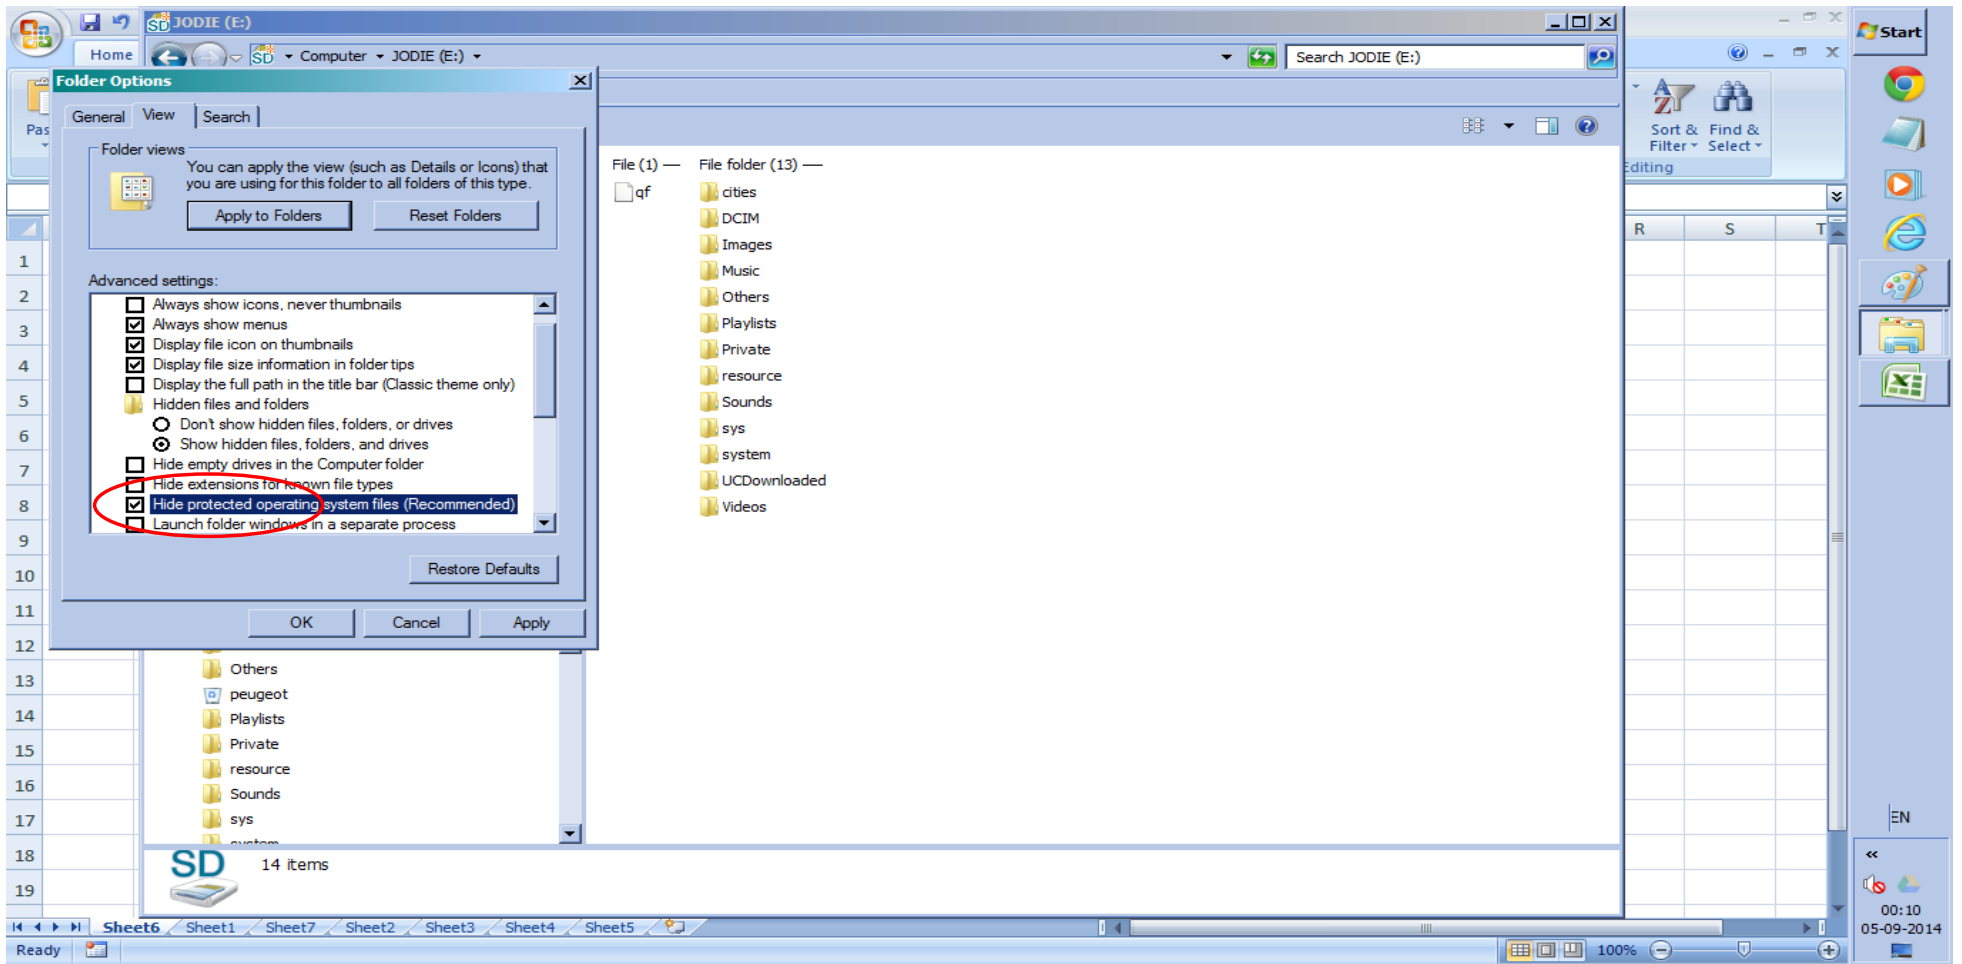 JODIE (E:)
Start
Home
Computer
JODIE (E:)
Search JODIE (E:)
Folder Options
General
View
Search
Pas
Sort & Filter
Find & Select
Editing
Folder views
You can apply the view (such as Details or Icons) that
you are using for this folder to all folders of this type.
Apply to Folders
Reset Folders
File (1)
File folder (13)
qf
cities
DCIM
Images
Music
Others
Playlists
Private
resource
Sounds
sys
system
UCDownloaded
Videos
R
S
T
Advanced settings:
Always show icons, never thumbnails
Always show menus
Display file icon on thumbnails
Display file size information in folder tips
Display the full path in the title bar (Classic theme only)
Hidden files and folders
Don't show hidden files, folders, or drives
Show hidden files, folders, and drives
Hide empty drives in the Computer folder
Hide extensions for known file types
Hide protected operating system files (Recommended)
Launch folder windows in a separate process
Restore Defaults
OK
Cancel
Apply
1
2
3
4
5
6
7
8
9
10
11
12
13
14
15
16
17
18
19
Others
peugeot
Playlists
Private
resource
Sounds
sys
system
SD
14 items
EN
Sheet6
Sheet1
Sheet7
Sheet2
Sheet3
Sheet4
Sheet5
Ready
100%
00:10
05-09-2014